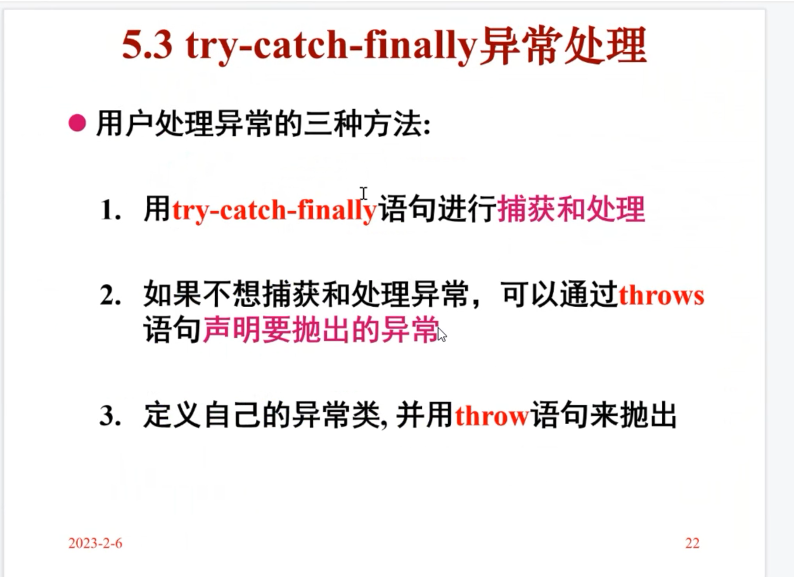 5.3 try-catch-finally异常处理
用户处理异常的三种方法:
1. 用try-catch-finally语句进行捕获和处理
2. 如果不想捕获和处理异常，可以通过throws
语句声明要抛出的异常
3. 定义自己的异常类, 并用throw语句来抛出
2023-2-6
22